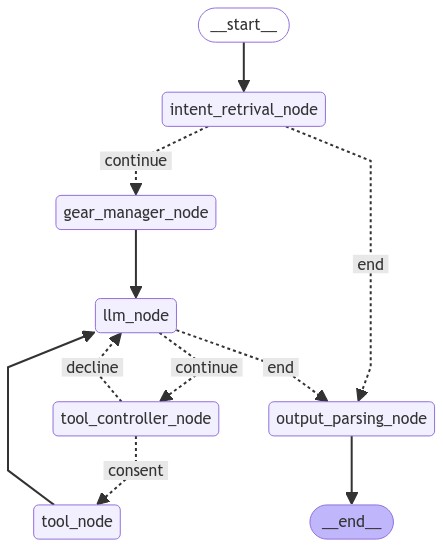 __start__
intent_retrival_node
continue
gear_manager_node
end
llm_node
decline
continue
end
tool_controller_node
output_parsing_node
consent
tool_node
__end__